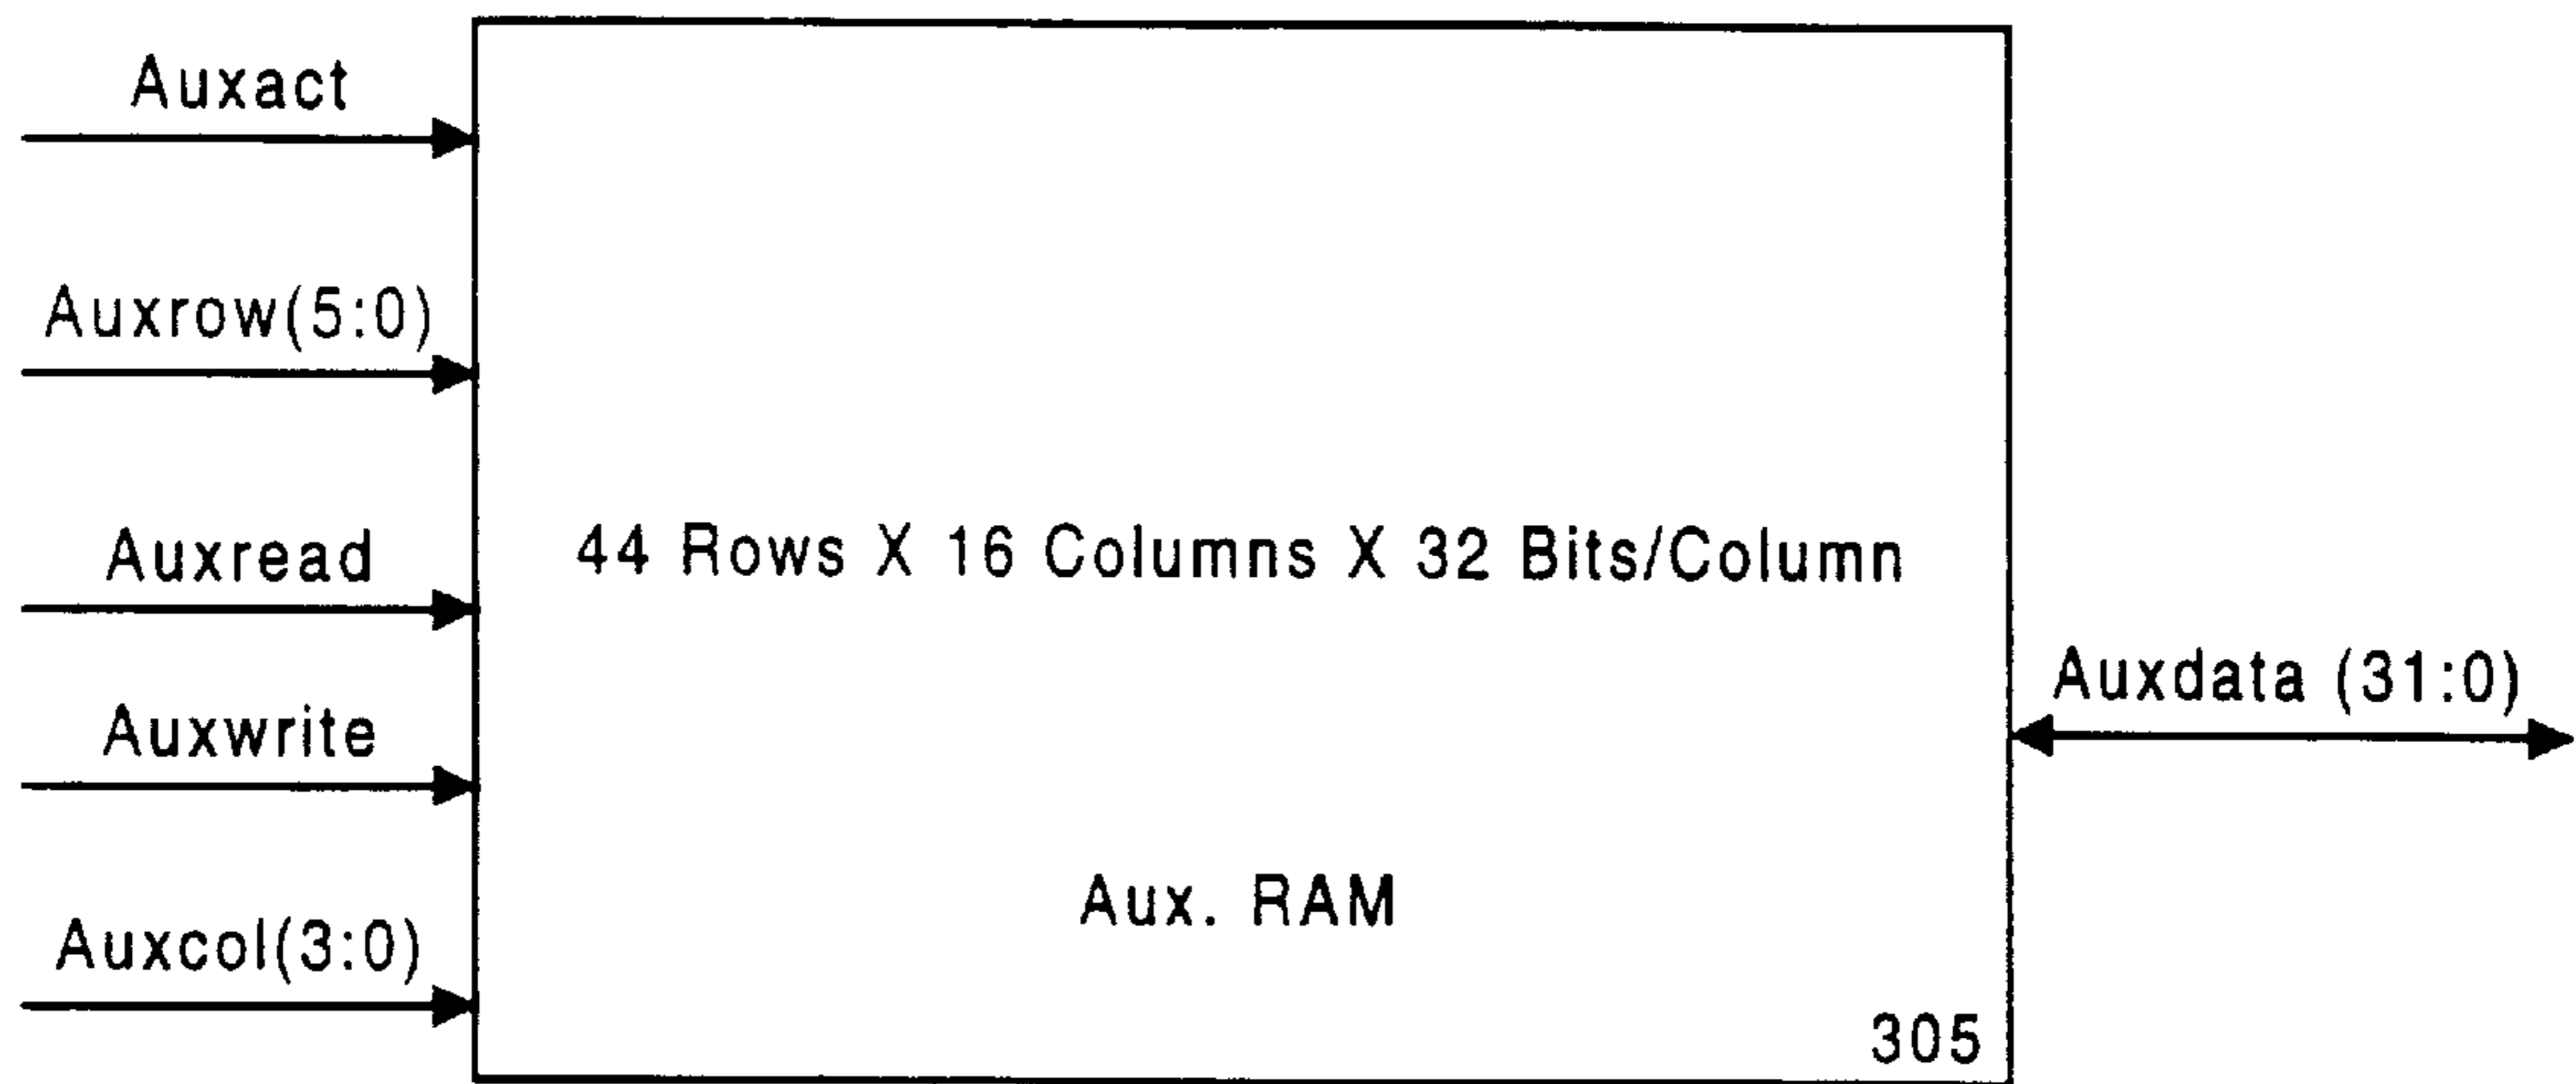 Auxact
Auxrow(5:0)
Auxread
44 Rows X 16 Columns X 32 Bits/Column
Auxdata (31:0)
Auxwrite
Aux. RAM
Auxcol(3:0)
305